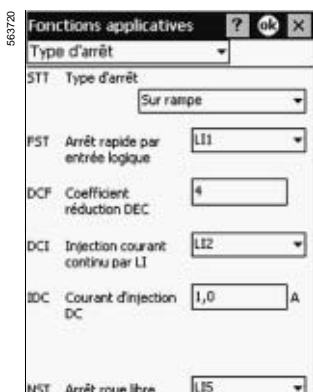 563720
Fonctions applicatives ? ok ×
Type d'arrêt
STT Type d'arrêt
Sur rampe
FST Arrêt rapide par entrée logique LI1
DCF Coefficient réduction DEC 4
DCI Injection courant continu par LI LI2
IDC Courant d'injection DC 1,0 A
NST Arrêt roue libre LI5